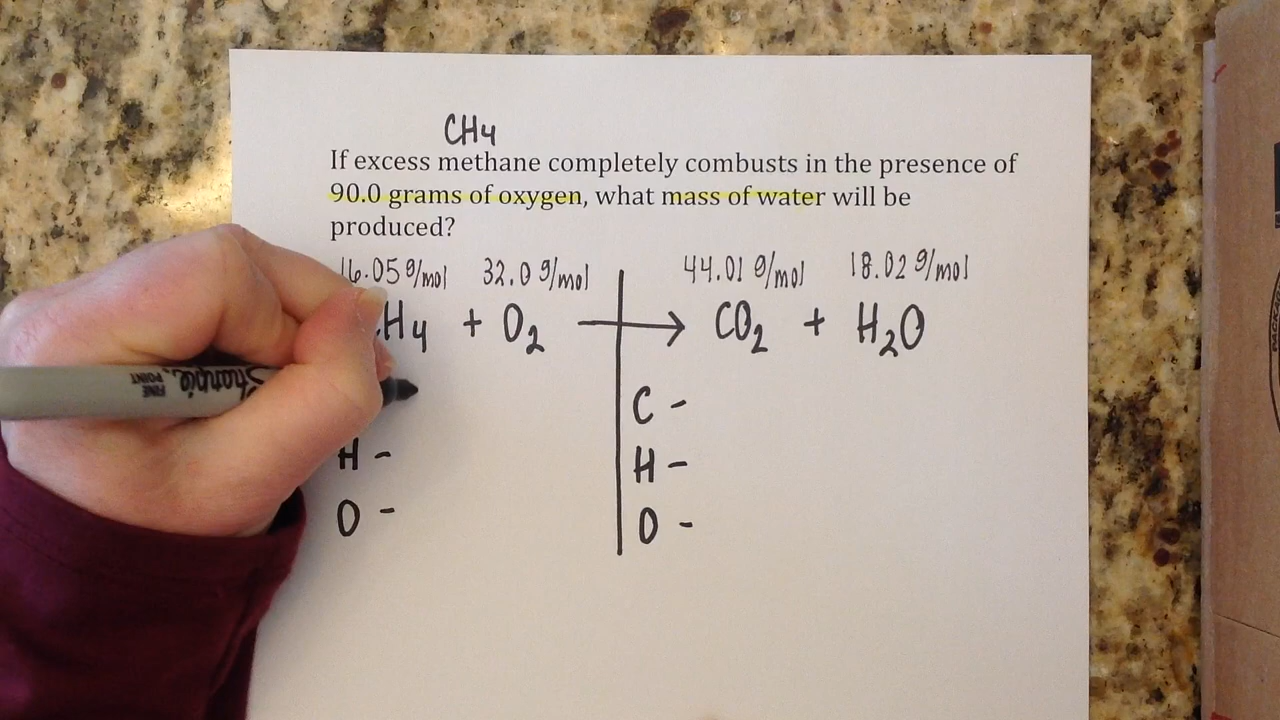 CH4
If excess methane completely combusts in the presence of
90.0 grams of oxygen, what mass of water will be
produced?
16.05 g/mol 32.0 g/mol 44.01 g/mol 18.02 g/mol
H4 + O2 → CO2 + H2O
Sharpie. FINE POINT
C -
H - H -
O - O -